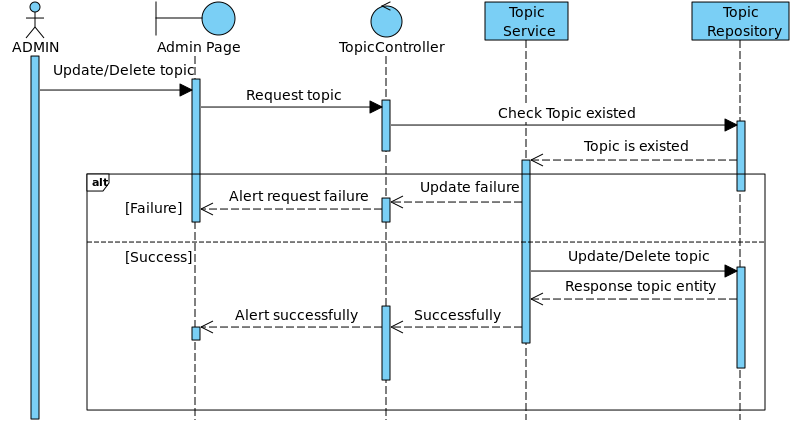 Topic
Service
Topic
Repository
ADMIN
Admin Page
TopicController
Update/Delete topic
Request topic
Check Topic existed
Topic is existed
alt
Update failure
Alert request failure
[Failure]
[Success]
Update/Delete topic
Response topic entity
Alert successfully
Successfully